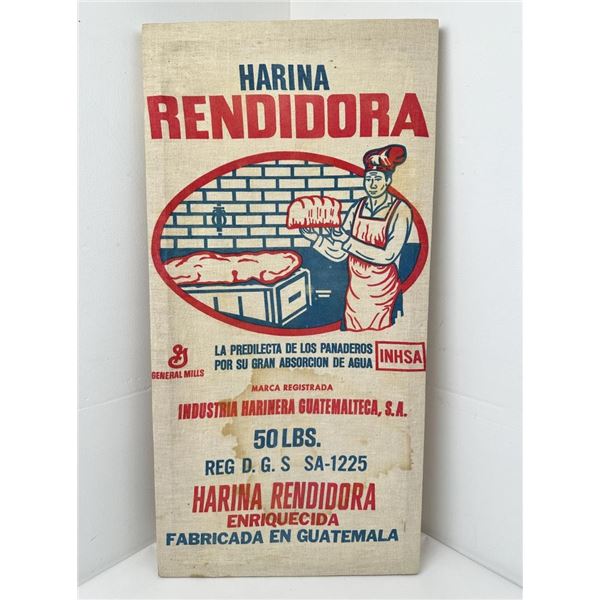 HARINA
RENDIDORA
LA PREDILECTA DE LOS PANADEROS
POR SU GRAN ABSORCION DE AGUA
INHSA
G
GENERAL MILLS
MARCA REGISTRADA
INDUSTRIA HARINERA GUATEMALTECA, S.A.
50 LBS.
REG D. G. S SA-1225
HARINA RENDIDORA
ENRIQUECIDA
FABRICADA EN GUATEMALA